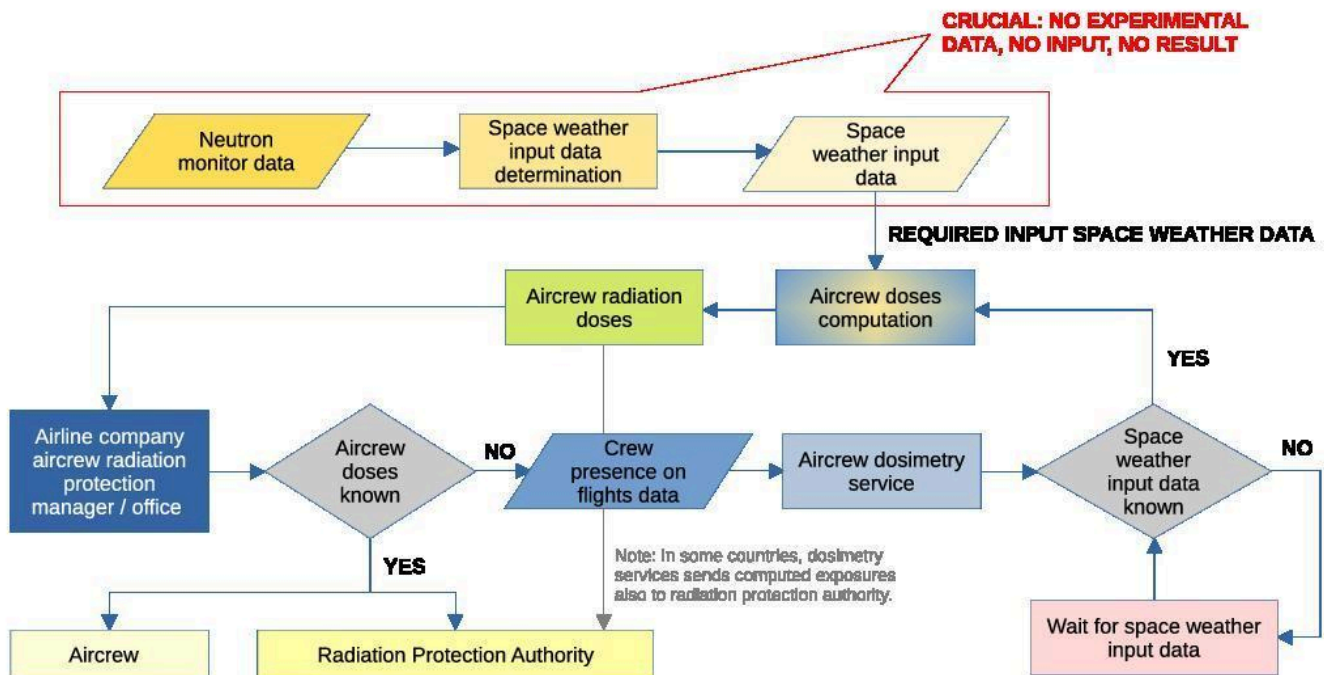 CRUCIAL: NO EXPERIMENTAL
DATA, NO INPUT, NO RESULT
Neutron
monitor data
Space weather
input data
determination
Space
weather input
data
REQUIRED INPUT SPACE WEATHER DATA
Aircrew radiation
doses
Aircrew doses
computation
YES
Airline company
aircrew radiation
protection
manager / office
Aircrew
doses
known
NO
Crew
presence on
flights data
Aircrew dosimetry
service
Space
weather
input data
known
NO
YES
Note: In some countries, dosimetry
services sends computed exposures
also to radiation protection authority.
Aircrew
Radiation Protection Authority
Wait for space weather
input data